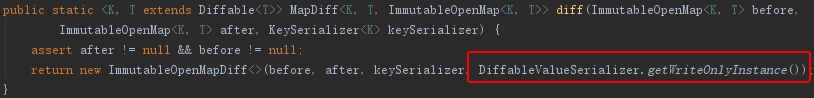 public static <K, T extends Diffable<T>> MapDiff<K, T, ImmutableOpenMap<K, T>> diff(ImmutableOpenMap<K, T> before,
ImmutableOpenMap<K, T> after, KeySerializer<K> keySerializer) {
assert after != null && before != null;
return new ImmutableOpenMapDiff<>(before, after, keySerializer, DiffableValueSerializer.getWriteOnlyInstance());
}